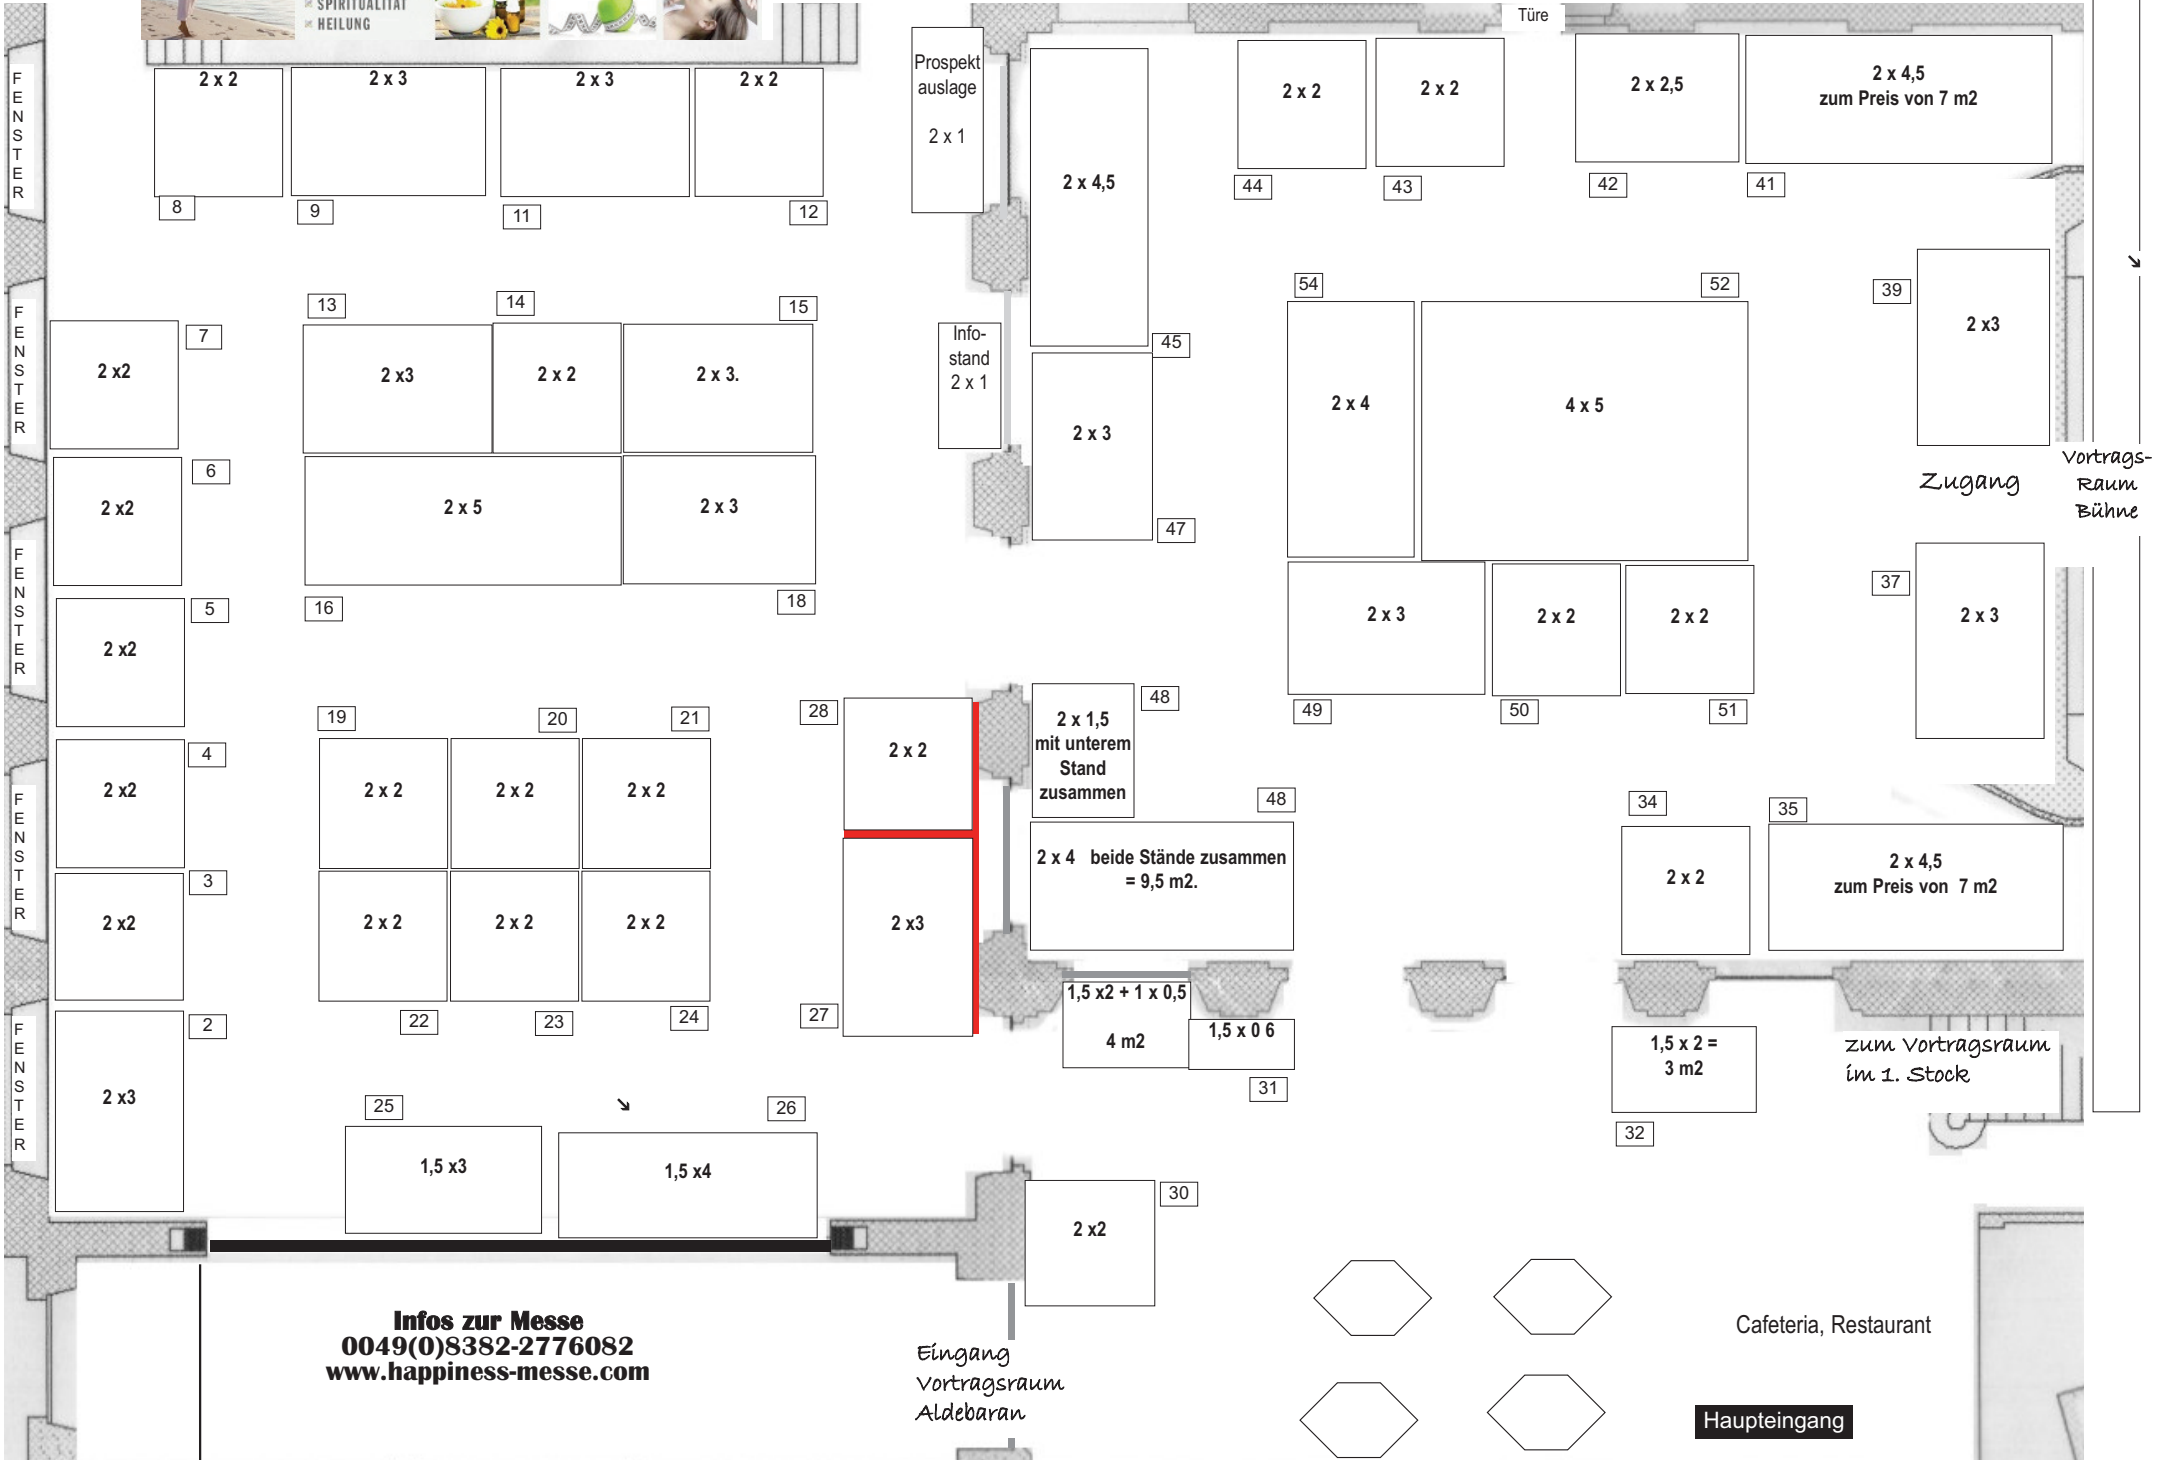 SPIRITUALITÄT
HEILUNG
Türe
FENSTER
FENSTER
FENSTER
FENSTER
FENSTER
2 x 2
2 x 3
2 x 3
2 x 2
8
9
11
12
Prospekt
auslage
2 x 1
2 x 4,5
2 x 2
2 x 2
2 x 2,5
2 x 4,5
zum Preis von 7 m2
44
43
42
41
13
14
15
7
2 x2
2 x3
2 x 2
2 x 3.
Info-
stand
2 x 1
45
2 x 3
47
54
52
2 x 4
4 x 5
39
2 x3
Zugang
Vortrags-
Raum
Bühne
6
2 x2
2 x 5
2 x 3
16
18
5
2 x2
2 x 3
2 x 2
2 x 2
49
50
51
37
2 x 3
4
2 x2
19
20
21
2 x 2
2 x 2
2 x 2
28
2 x 2
48
2 x 1,5
mit unterem
Stand
zusammen
48
2 x 4 beide Stände zusammen
= 9,5 m2.
34
2 x 2
35
2 x 4,5
zum Preis von 7 m2
3
2 x2
2 x 2
2 x 2
2 x 2
22
23
24
2 x3
27
1,5 x2 + 1 x 0,5
4 m2
1,5 x 0 6
31
1,5 x 2 =
3 m2
32
zum Vortragsraum
im 1. Stock
2
2 x3
25
26
1,5 x3
1,5 x4
30
2 x2
Infos zur Messe
0049(0)8382-2776082
www.happiness-messe.com
Eingang
Vortragsraum
Aldebaran
Cafeteria, Restaurant
Haupteingang